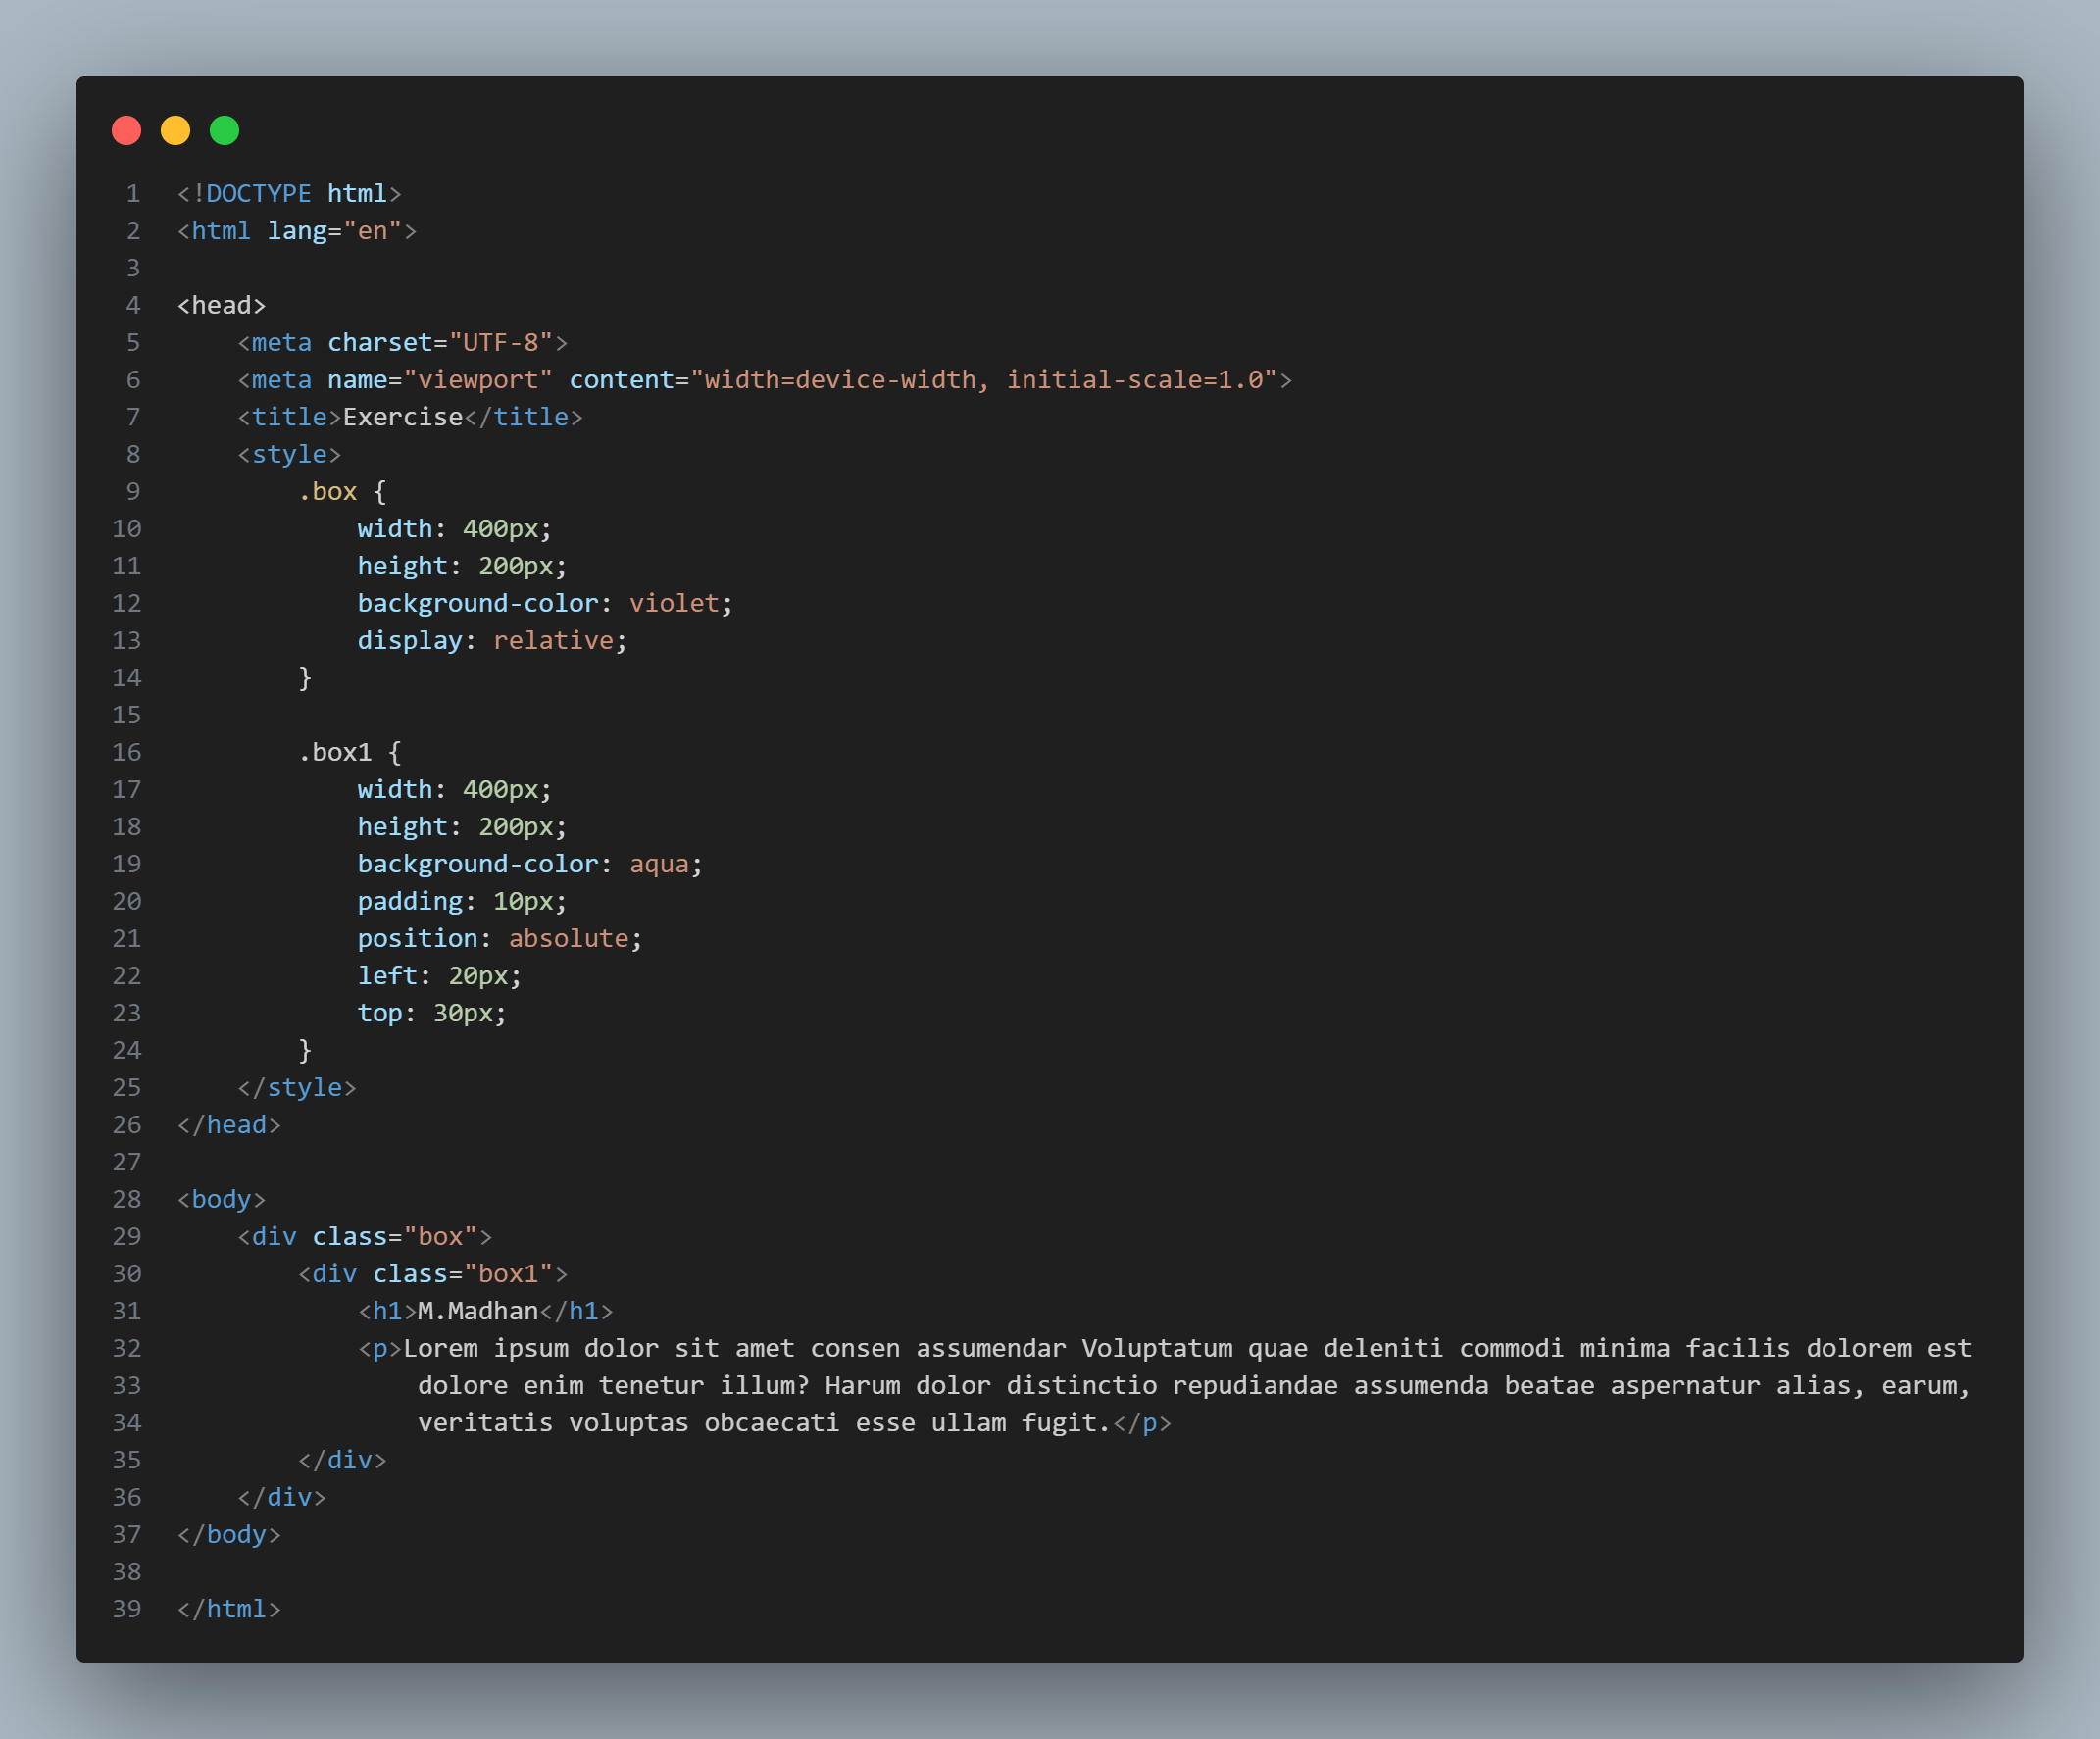 1 <!DOCTYPE html>
2 <html lang="en">
3
4 <head>
5     <meta charset="UTF-8">
6     <meta name="viewport" content="width=device-width, initial-scale=1.0">
7     <title>Exercise</title>
8     <style>
9         .box {
10             width: 400px;
11             height: 200px;
12             background-color: violet;
13             display: relative;
14         }
15
16         .box1 {
17             width: 400px;
18             height: 200px;
19             background-color: aqua;
20             padding: 10px;
21             position: absolute;
22             left: 20px;
23             top: 30px;
24         }
25     </style>
26 </head>
27
28 <body>
29     <div class="box">
30         <div class="box1">
31             <h1>M.Madhan</h1>
32             <p>Lorem ipsum dolor sit amet consen assumendar Voluptatum quae deleniti commodi minima facilis dolorem est
33                 dolore enim tenetur illum? Harum dolor distinctio repudiandae assumenda beatae aspernatur alias, earum,
34                 veritatis voluptas obcaecati esse ullam fugit.</p>
35         </div>
36     </div>
37 </body>
38
39 </html>